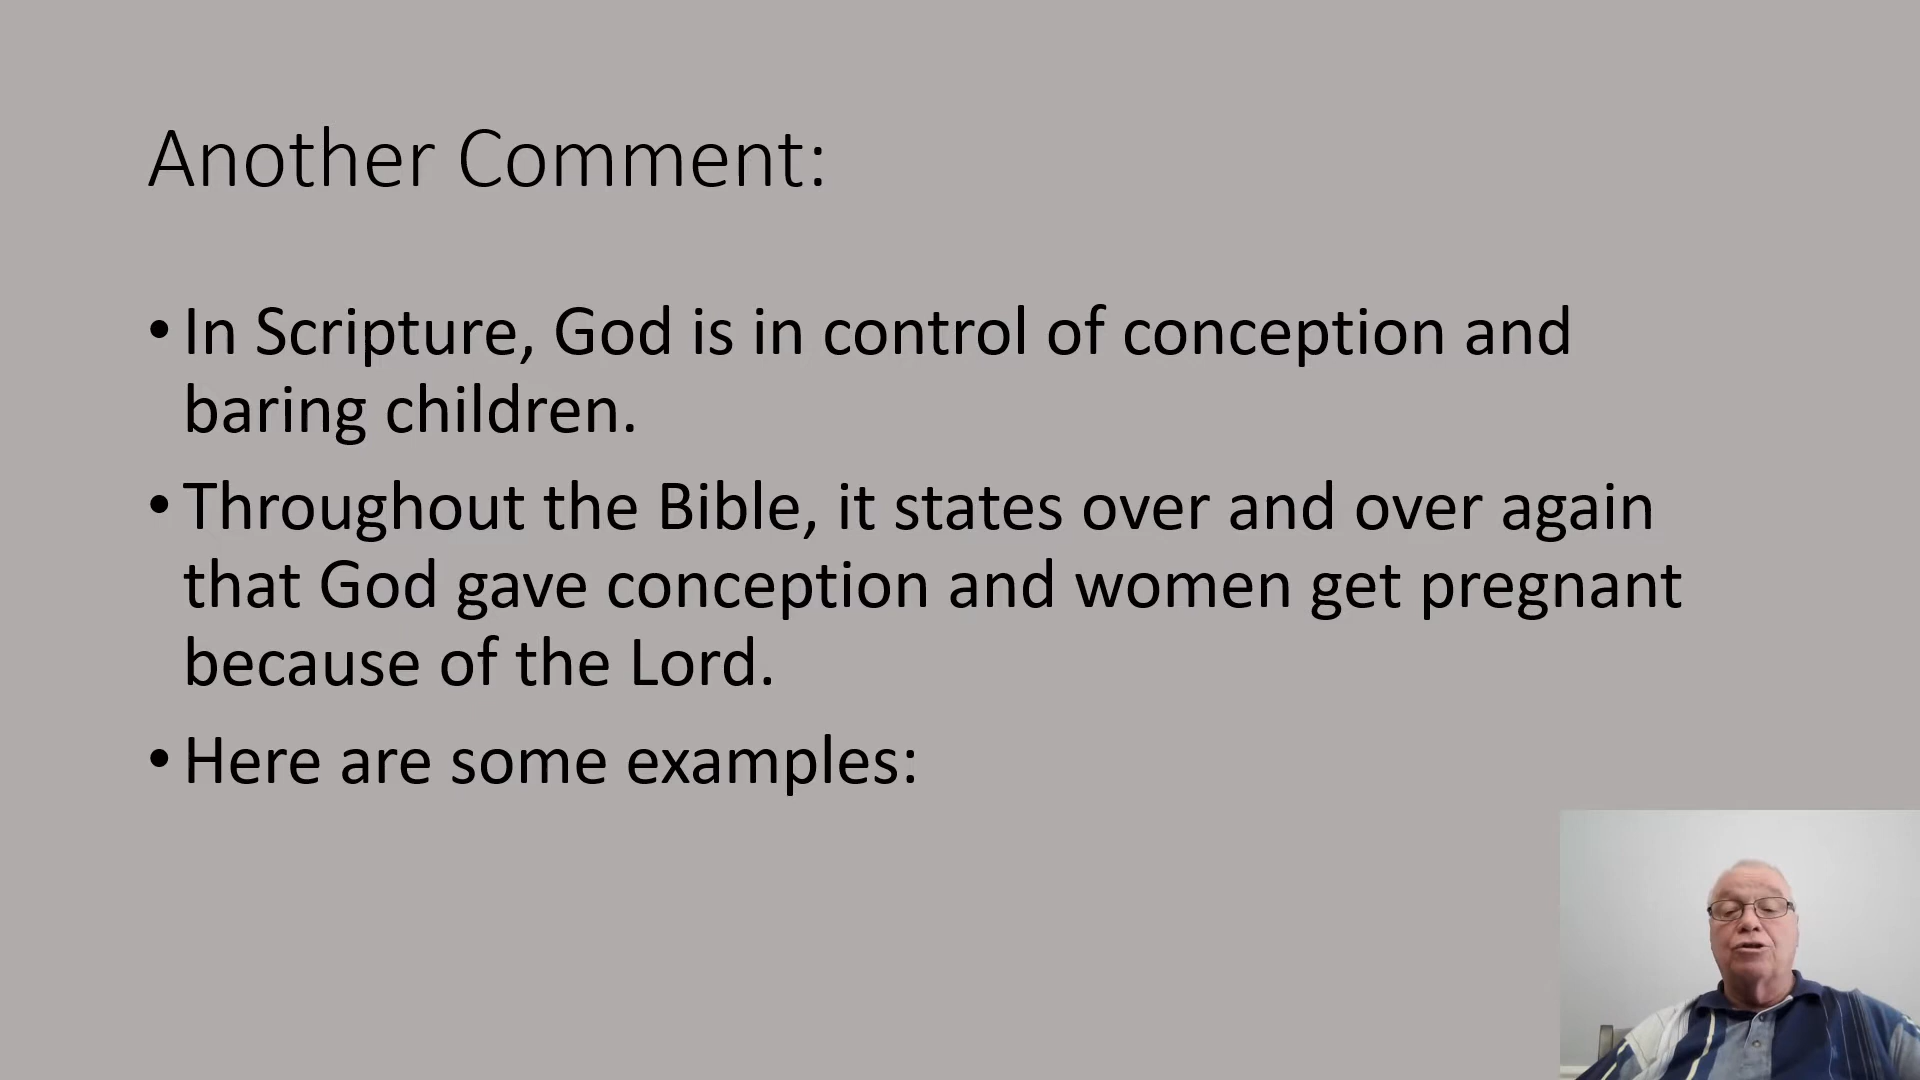 Another Comment:
• In Scripture, God is in control of conception and
baring children.
• Throughout the Bible, it states over and over again
that God gave conception and women get pregnant
because of the Lord.
• Here are some examples: